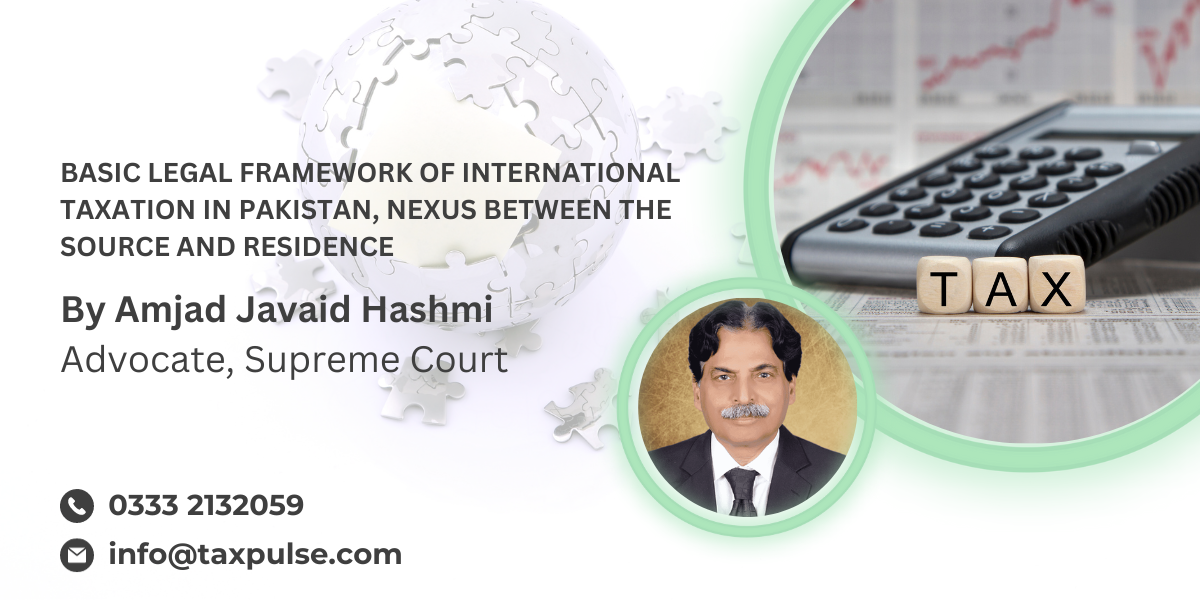 BASIC LEGAL FRAMEWORK OF INTERNATIONAL
TAXATION IN PAKISTAN, NEXUS BETWEEN THE
SOURCE AND RESIDENCE
By Amjad Javaid Hashmi
Advocate, Supreme Court
0333 2132059
info@taxpulse.com
TAX